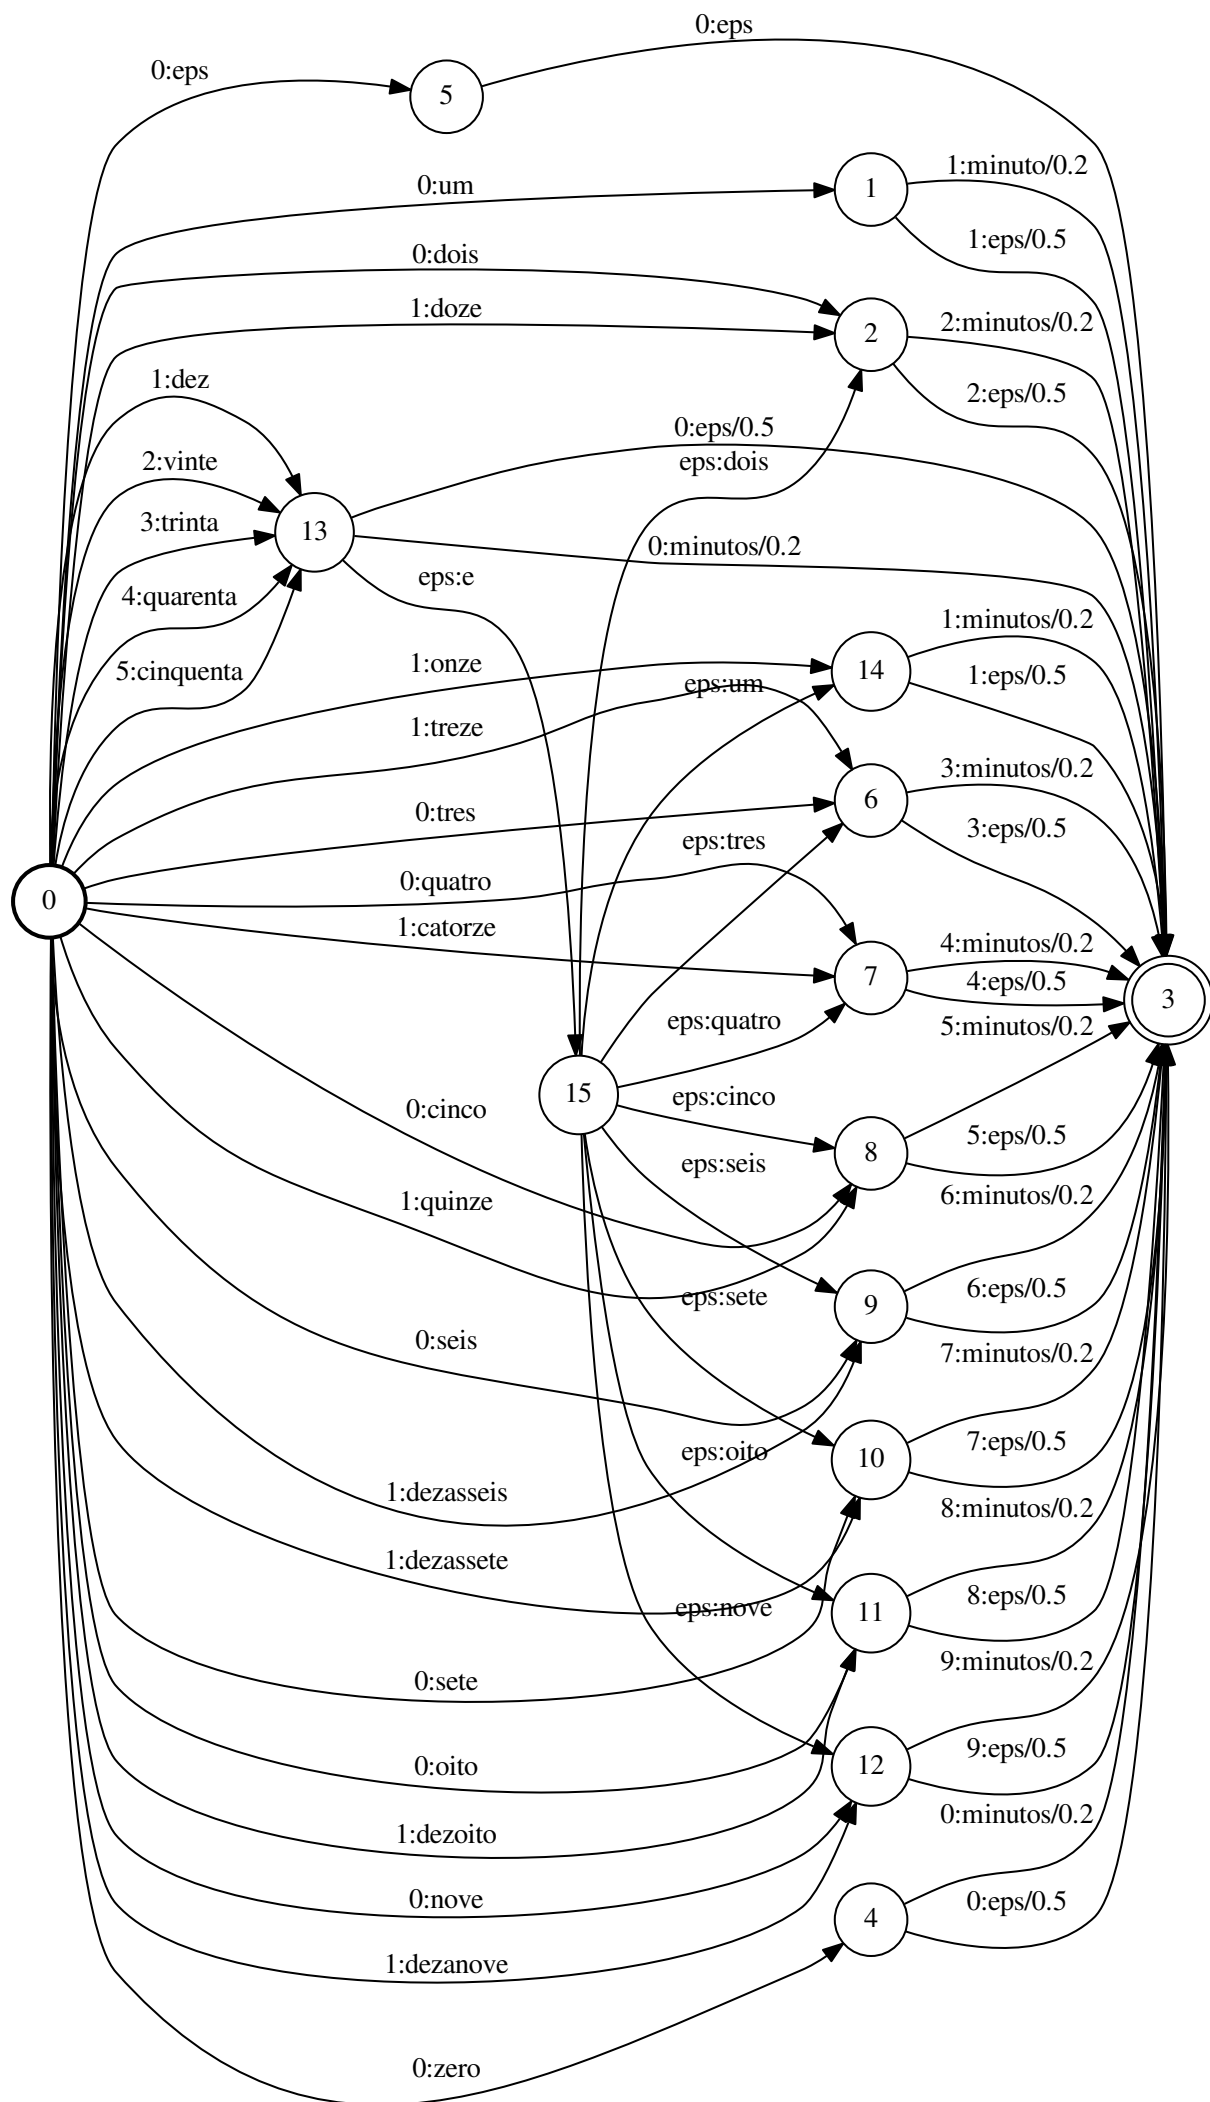 0:eps
0:eps
5
1:minuto/0.2
0:um
1
1:eps/0.5
0:dois
1:doze
2:minutos/0.2
2
1:dez
2:eps/0.5
0:eps/0.5
2:vinte
eps:dois
3:trinta
13
0:minutos/0.2
eps:e
4:quarenta
1:minutos/0.2
1:onze
14
5:cinquenta
1:eps/0.5
eps:um
1:treze
3:minutos/0.2
6
0:tres
3:eps/0.5
eps:tres
0:quatro
0
1:catorze
4:minutos/0.2
7
4:eps/0.5
3
eps:quatro
5:minutos/0.2
15
eps:cinco
0:cinco
5:eps/0.5
8
eps:seis
1:quinze
6:minutos/0.2
6:eps/0.5
eps:sete
9
0:seis
7:minutos/0.2
7:eps/0.5
eps:oito
10
1:dezasseis
8:minutos/0.2
1:dezassete
8:eps/0.5
eps:nove
11
9:minutos/0.2
0:sete
9:eps/0.5
0:oito
12
0:minutos/0.2
1:dezoito
0:nove
0:eps/0.5
4
1:dezanove
0:zero